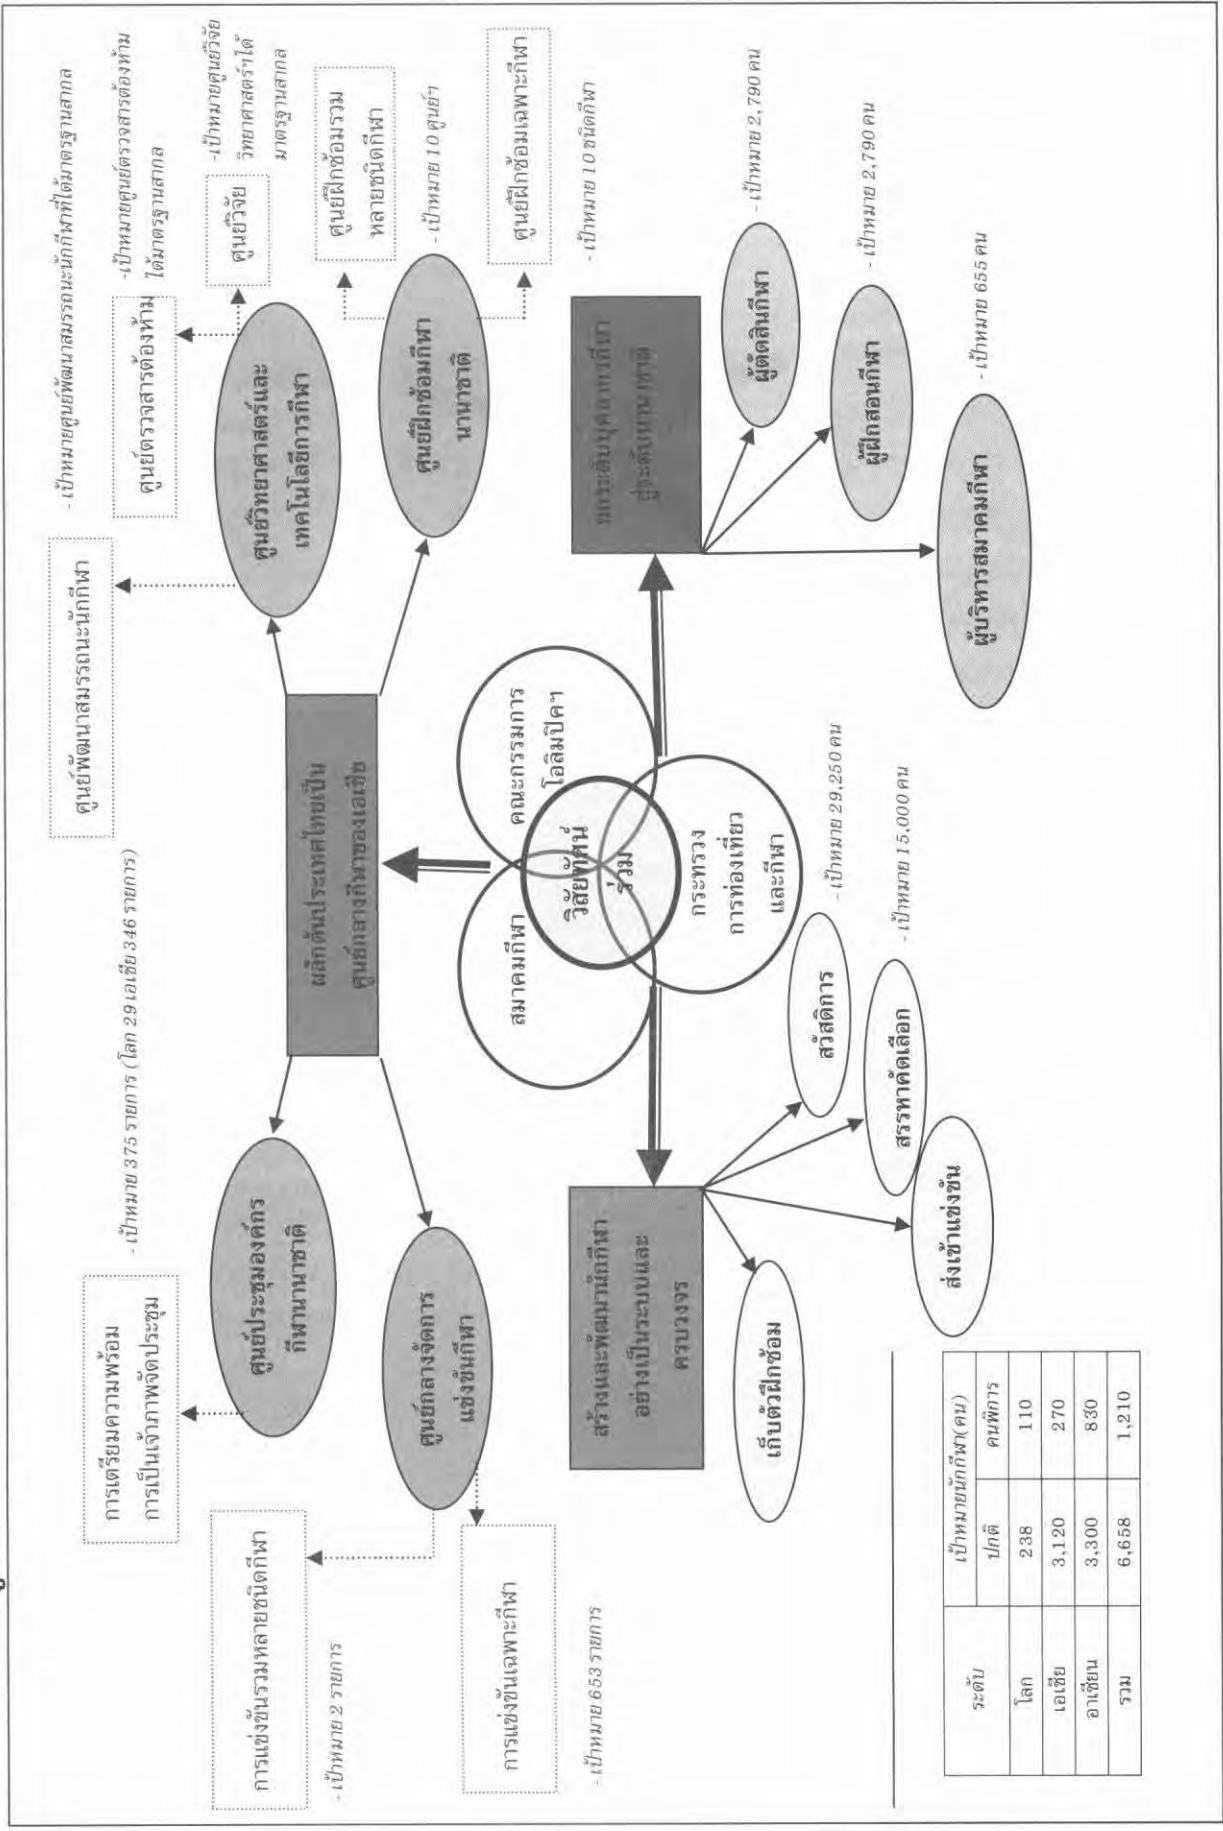 การเตรียมความพร้อม
การเป็นเจ้าภาพจัดประชุม
- เป้าหมาย 375 รายการ (โลก 29 เอเชีย 346 รายการ)
ศูนย์พัฒนาสมรรถนะนักกีฬา
- เป้าหมายศูนย์พัฒนาสมรรถนะนักกีฬาที่ได้มาตรฐานสากล
ศูนย์ตรวจสารต้องห้าม
-เป้าหมายศูนย์ตรวจสารต้องห้าม
ได้มาตรฐานสากล
ศูนย์วิจัย
-เป้าหมายศูนย์วิจัย
วิทยาศาสตร์ฯได้
มาตรฐานสากล
การแข่งขันรวมหลายชนิดกีฬา
- เป้าหมาย 2 รายการ
ศูนย์ประชุมองค์กร
กีฬานานาชาติ
ผลักดันประเทศไทยเป็น
ศูนย์กลางกีฬาของเอเชีย
ศูนย์วิทยาศาสตร์และ
เทคโนโลยีการกีฬา
ศูนย์ฝึกซ้อมรวม
หลายชนิดกีฬา
- เป้าหมาย 10 ศูนย์ฯ
ศูนย์กลางจัดการ
แข่งขันกีฬา
ศูนย์ฝึกซ้อมกีฬา
นานาชาติ
ศูนย์ฝึกซ้อมเฉพาะกีฬา
- เป้าหมาย 10 ชนิดกีฬา
การแข่งขันเฉพาะกีฬา
- เป้าหมาย 653 รายการ
สมาคมกีฬา
คณะกรรมการ
โอลิมปิคฯ
วิสัยทัศน์
ร่วม
กระทรวง
การท่องเที่ยว
และกีฬา
สร้างและพัฒนานักกีฬา
อย่างเป็นระบบและ
ครบวงจร
ยกระดับบุคลากรกีฬา
สู่ระดับนานาชาติ
ผู้ตัดสินกีฬา
- เป้าหมาย 2,790 คน
ผู้ฝึกสอนกีฬา
- เป้าหมาย 2,790 คน
ผู้บริหารสมาคมกีฬา
- เป้าหมาย 655 คน
เก็บตัวฝึกซ้อม
สวัสดิการ
- เป้าหมาย 29,250 คน
สรรหาคัดเลือก
- เป้าหมาย 15,000 คน
ส่งเข้าแข่งขัน
ระดับ เป้าหมายนักกีฬา(คน)
ปกติ คนพิการ
โลก 238 110
เอเชีย 3,120 270
อาเซียน 3,300 830
รวม 6,658 1,210